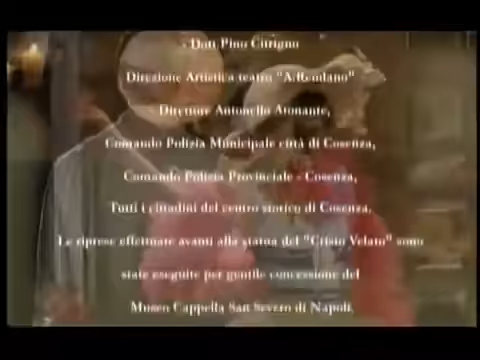 - Dott Pino Citrigno
Direzione Artistica teatro "A.Rendano"
Direttore Antonello Antonante,
Comando Polizia Municipale città di Cosenza,
Comando Polizia Provinciale - Cosenza,
Tutti i cittadini del centro storico di Cosenza,
Le riprese effettuate avanti alla statua del "Cristo Velato" sono
state eseguite per gentile concessione del
Museo Cappella San Severo di Napoli,